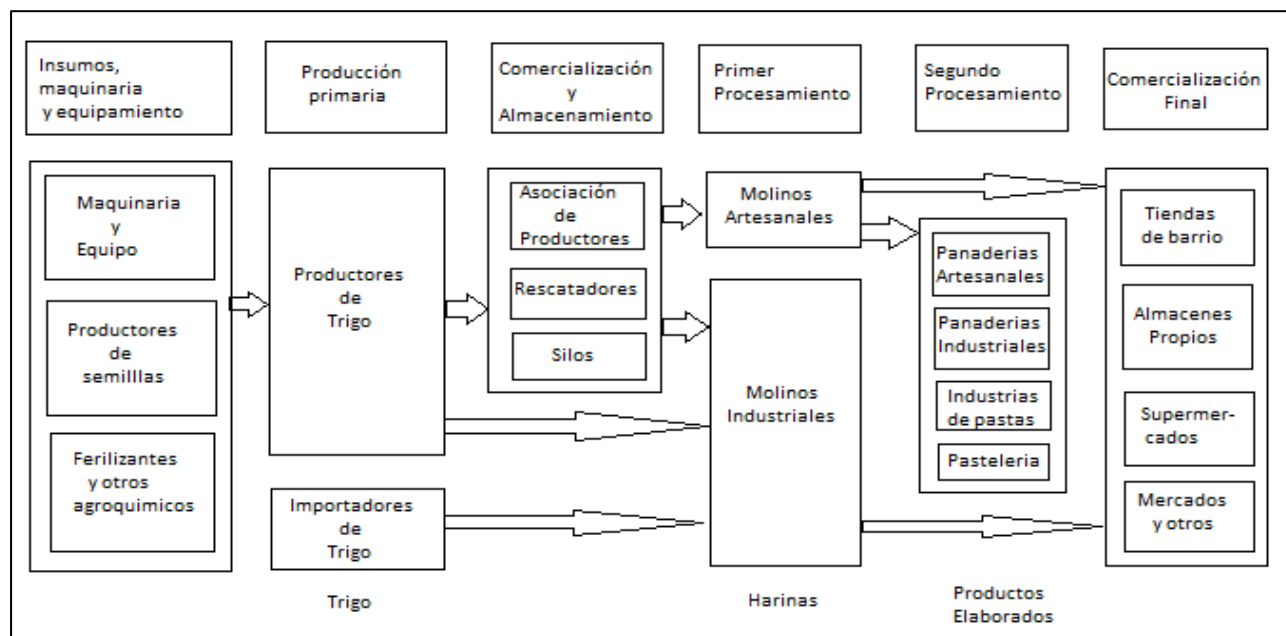 Insumos,
maquinaria
y equipamiento
Producción
primaria
Comercialización
y
Almacenamiento
Primer
Procesamiento
Segundo
Procesamiento
Comercialización
Final
Maquinaria
y
Equipo
Productores
de
semilllas
Ferilizantes
y otros
agroquimicos
Productores
de
Trigo
Importadores
de
Trigo
Trigo
Asociación
de
Productores
Rescatadores
Silos
Molinos
Artesanales
Molinos
Industriales
Harinas
Panaderias
Artesanales
Panaderias
Industriales
Industrias
de pastas
Pasteleria
Productos
Elaborados
Tiendas
de barrio
Almacenes
Propios
Supermer-
cados
Mercados
y otros